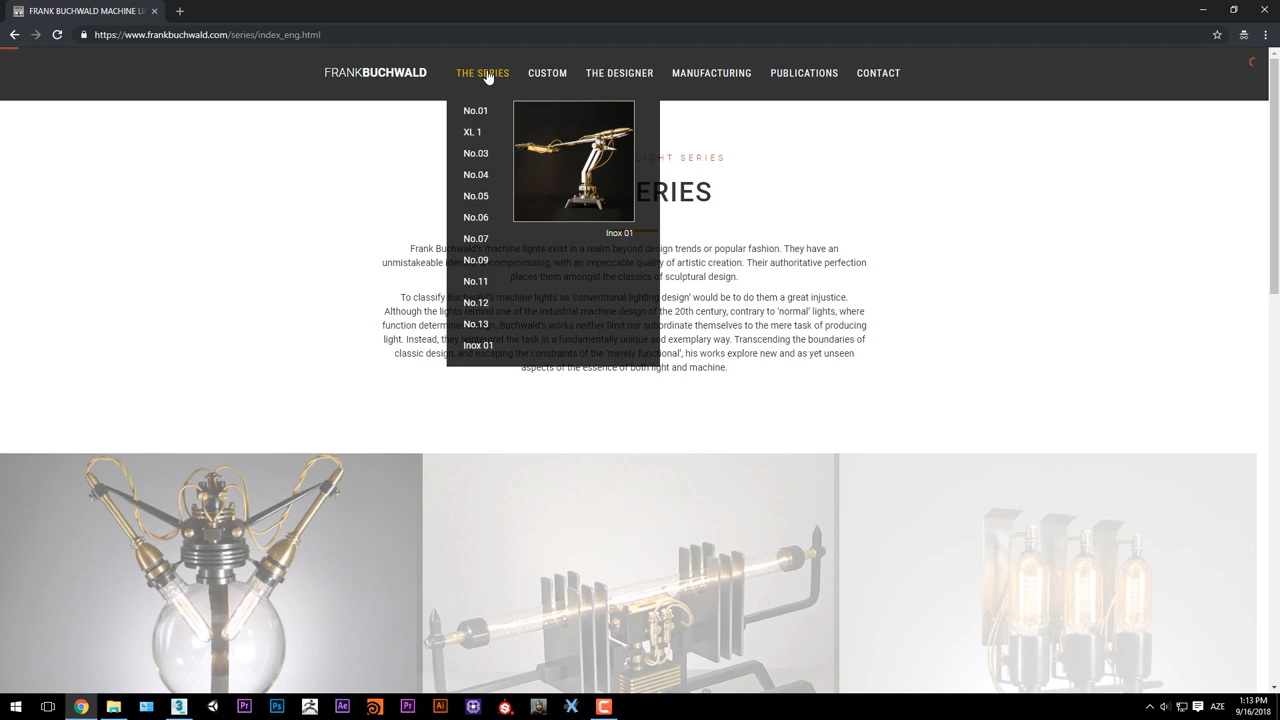 FRANK BUCHWALD MACHINE LI
https://www.frankbuchwald.com/series/index_eng.html
FRANKBUCHWALD
THE SERIES
CUSTOM
THE DESIGNER
MANUFACTURING
PUBLICATIONS
CONTACT
No.01
XL 1
No.03
No.04
No.05
No.06
No.07
No.09
No.11
No.12
No.13
Inox 01
Inox 01
LIGHT SERIES
ERIES
Frank Buchwald's machine lights exist in a realm beyond design trends or popular fashion. They have an
unmistakeable identity, uncompromising, with an impeccable quality of artistic creation. Their authoritative perfection
places them amongst the classics of sculptural design.
To classify Buchwald's machine lights as 'conventional lighting design' would be to do them a great injustice.
Although the lights remind one of the industrial machine design of the 20th century, contrary to 'normal' lights, where
function determines design, Buchwald's works neither limit nor subordinate themselves to the mere task of producing
light. Instead, they reinterpret the task in a fundamentally unique and exemplary way. Transcending the boundaries of
classic design, and escaping the constraints of the 'merely functional', his works explore new and as yet unseen
aspects of the essence of both light and machine.
AZE
1:13 PM
9/16/2018